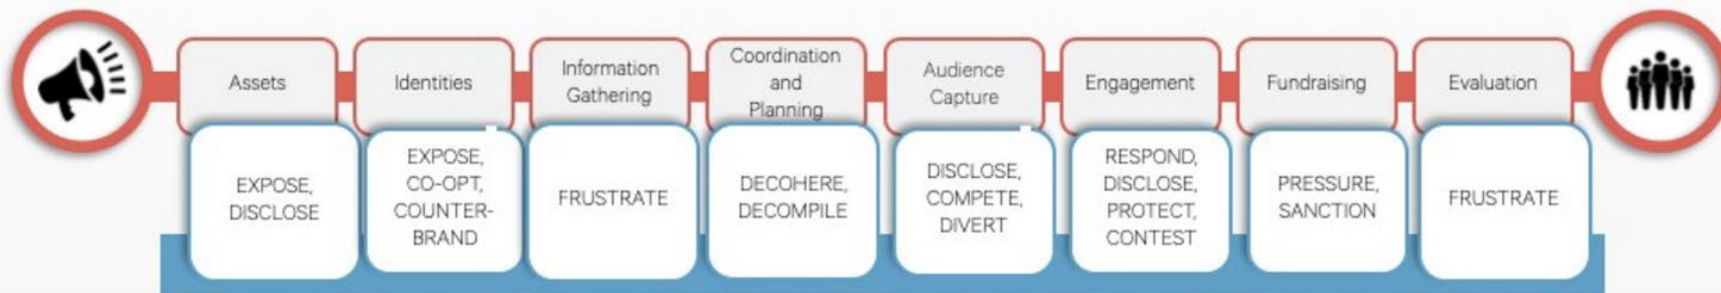 Assets
Identities
Information
Gathering
Coordination
and
Planning
Audience
Capture
Engagement
Fundraising
Evaluation
EXPOSE,
DISCLOSE
EXPOSE,
CO-OPT,
COUNTER-
BRAND
FRUSTRATE
DECOHERE,
DECOMPILE
DISCLOSE,
COMPETE,
DIVERT
RESPOND,
DISCLOSE,
PROTECT,
CONTEST
PRESSURE,
SANCTION
FRUSTRATE